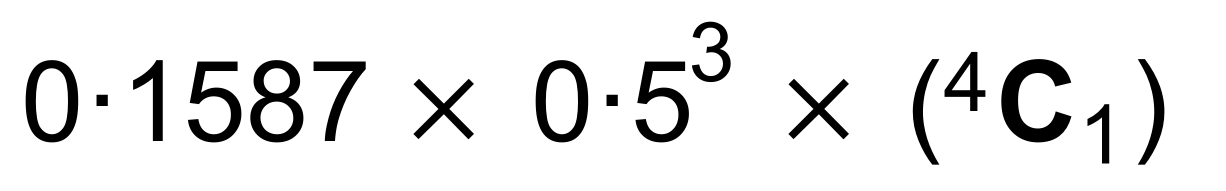 0·1587 × 0·5³ × (⁴C₁)